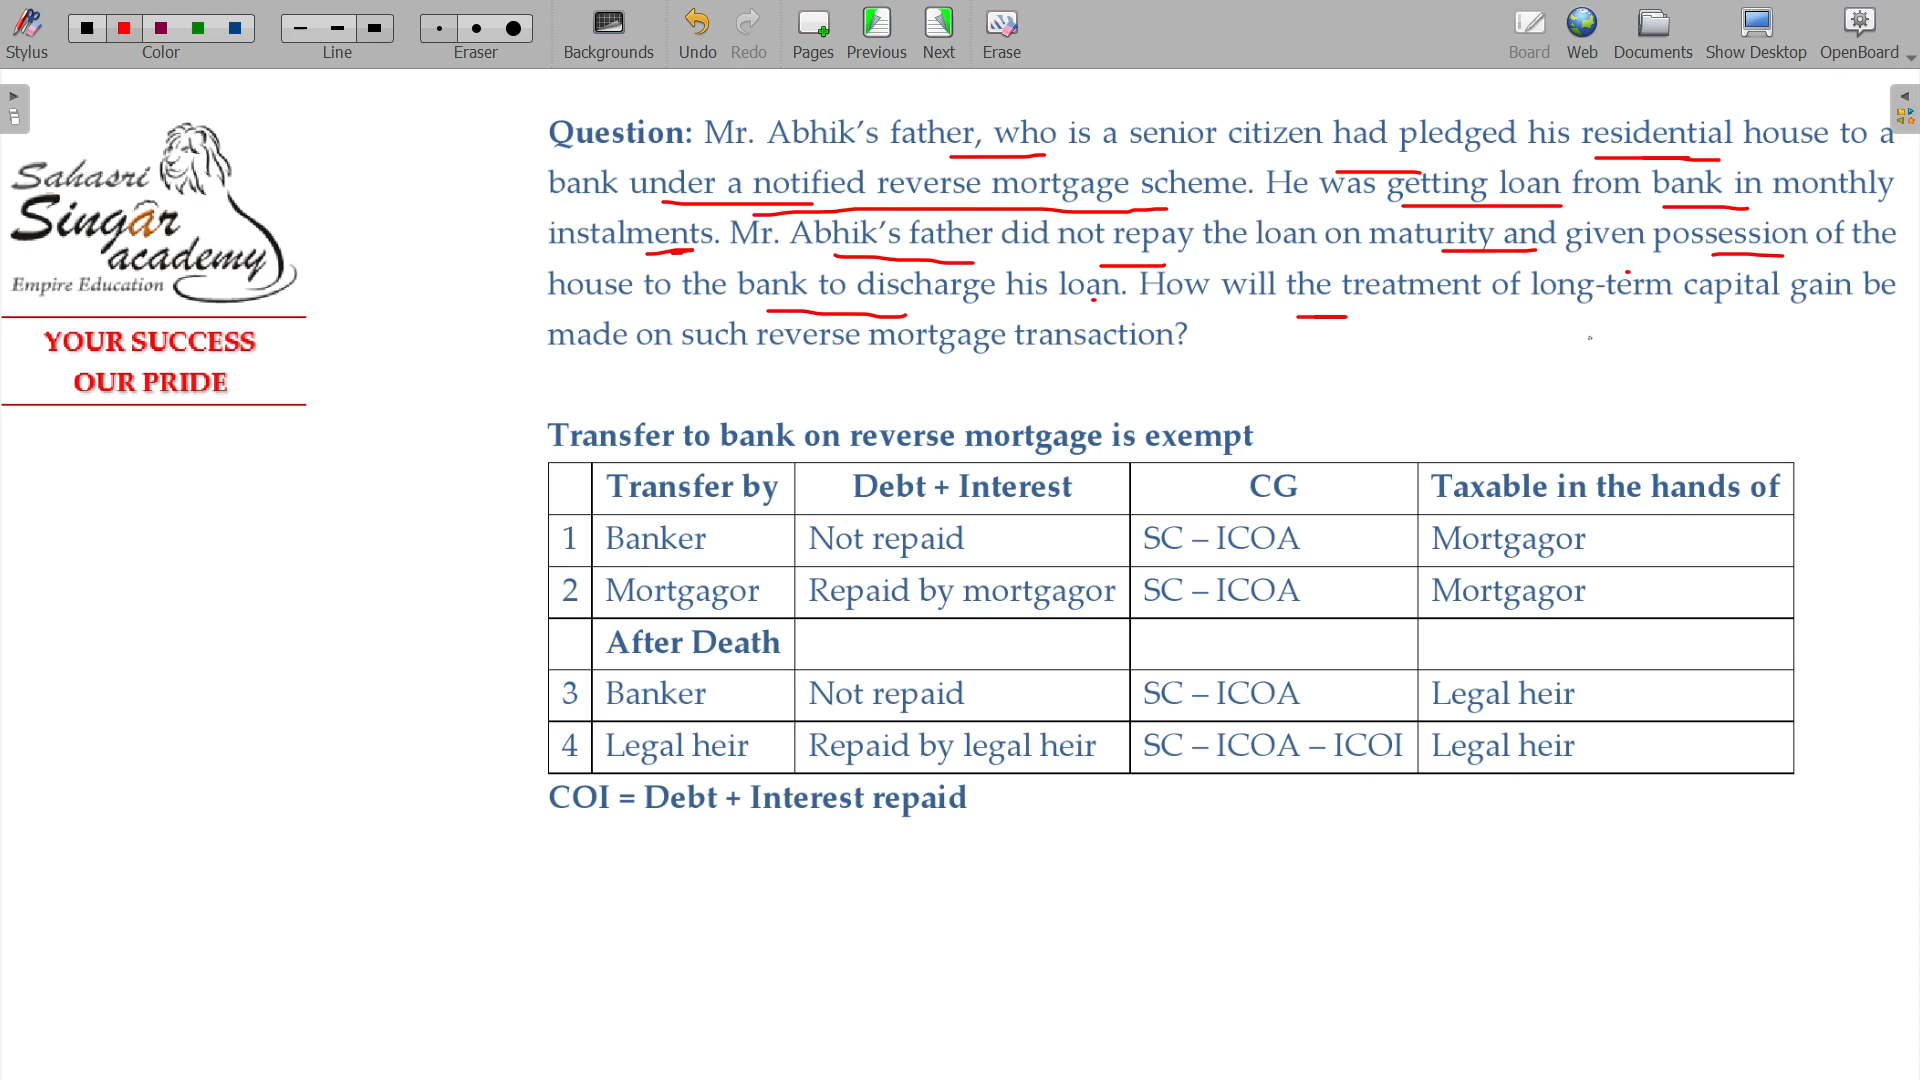 Stylus Color Line Eraser Backgrounds Undo Redo Pages Previous Next Erase Board Web Documents Show Desktop OpenBoard
Sahasri
Singar
academy
Empire Education
YOUR SUCCESS
OUR PRIDE
Question: Mr. Abhik’s father, who is a senior citizen had pledged his residential house to a
bank under a notified reverse mortgage scheme. He was getting loan from bank in monthly
instalments. Mr. Abhik’s father did not repay the loan on maturity and given possession of the
house to the bank to discharge his loan. How will the treatment of long-term capital gain be
made on such reverse mortgage transaction?
Transfer to bank on reverse mortgage is exempt
Transfer by Debt + Interest CG Taxable in the hands of
1 Banker Not repaid SC – ICOA Mortgagor
2 Mortgagor Repaid by mortgagor SC – ICOA Mortgagor
After Death
3 Banker Not repaid SC – ICOA Legal heir
4 Legal heir Repaid by legal heir SC – ICOA – ICOI Legal heir
COI = Debt + Interest repaid